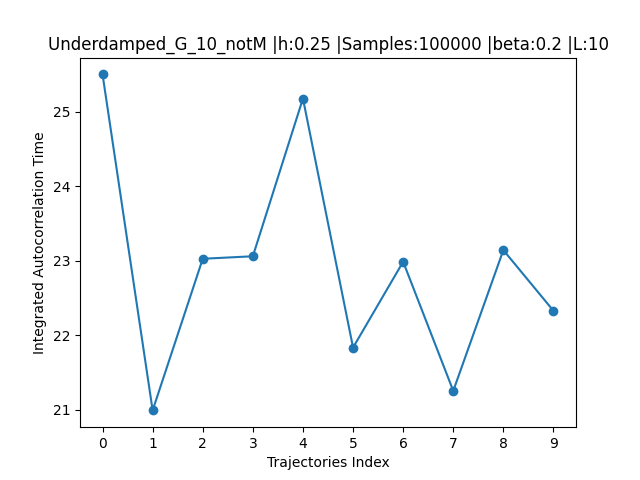 Underdamped_G_10_notM |h:0.25 |Samples:100000 |beta:0.2 |L:10
25
24
23
22
21
Integrated Autocorrelation Time
0 1 2 3 4 5 6 7 8 9
Trajectories Index